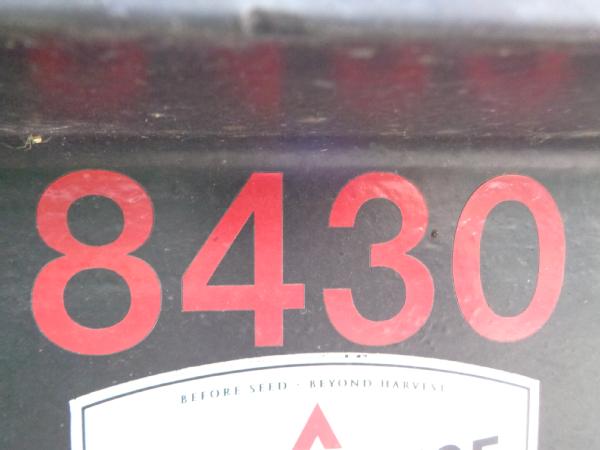 8430
BEFORE SEED · BEYOND HARVEST